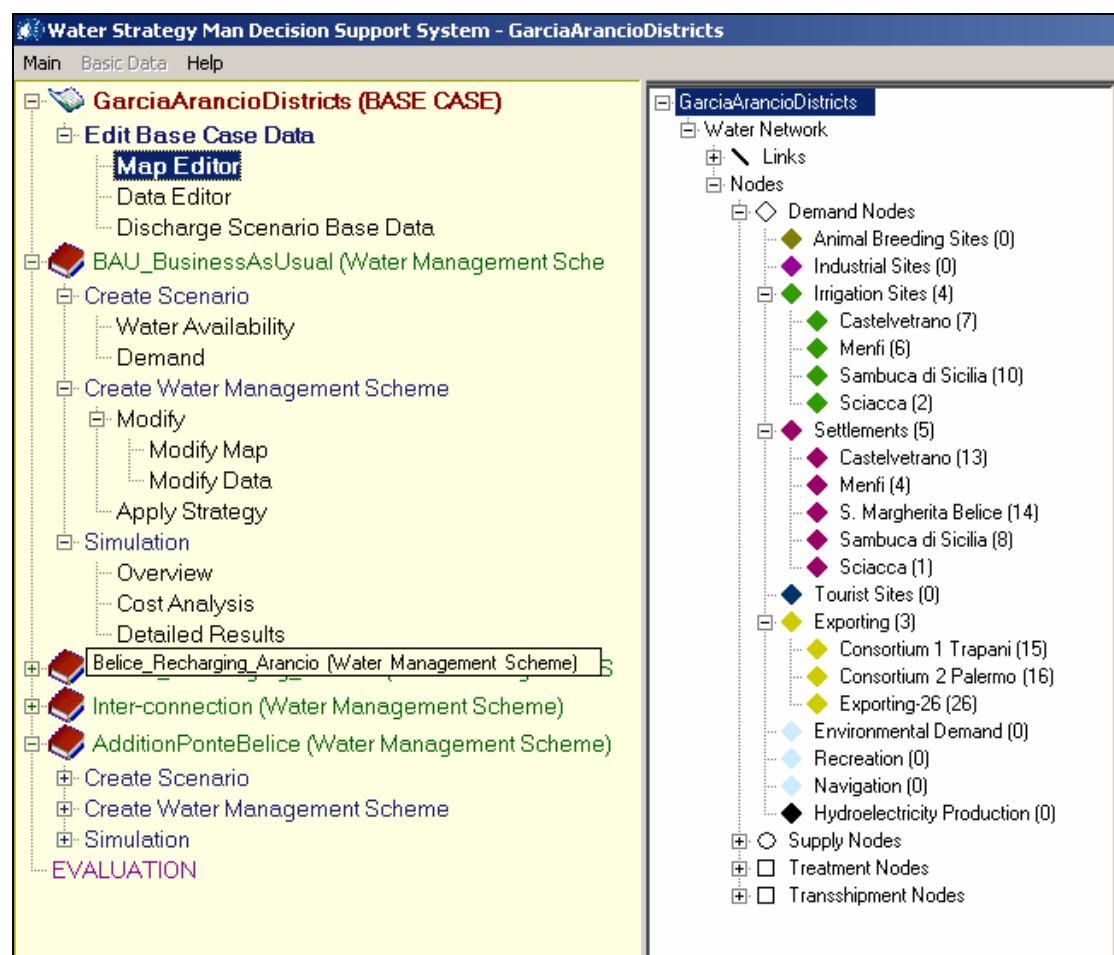 Water Strategy Man Decision Support System - GarciaArancioDistricts
Main Basic Data Help
GarciaArancioDistricts (BASE CASE)
Edit Base Case Data
Map Editor
Data Editor
Discharge Scenario Base Data
BAU_BusinessAsUsual (Water Management Sche
Create Scenario
Water Availability
Demand
Create Water Management Scheme
Modify
Modify Map
Modify Data
Apply Strategy
Simulation
Overview
Cost Analysis
Detailed Results
Belice_Recharging_Arancio (Water Management Scheme)
Inter-connection (Water Management Scheme)
AdditionPonteBelice (Water Management Scheme)
Create Scenario
Create Water Management Scheme
Simulation
EVALUATION
GarciaArancioDistricts
Water Network
Links
Nodes
Demand Nodes
Animal Breeding Sites (0)
Industrial Sites (0)
Irrigation Sites (4)
Castelvetrano (7)
Menfi (6)
Sambuca di Sicilia (10)
Sciacca (2)
Settlements (5)
Castelvetrano (13)
Menfi (4)
S. Margherita Belice (14)
Sambuca di Sicilia (8)
Sciacca (1)
Tourist Sites (0)
Exporting (3)
Consortium 1 Trapani (15)
Consortium 2 Palermo (16)
Exporting-26 (26)
Environmental Demand (0)
Recreation (0)
Navigation (0)
Hydroelectricity Production (0)
Supply Nodes
Treatment Nodes
Transshipment Nodes